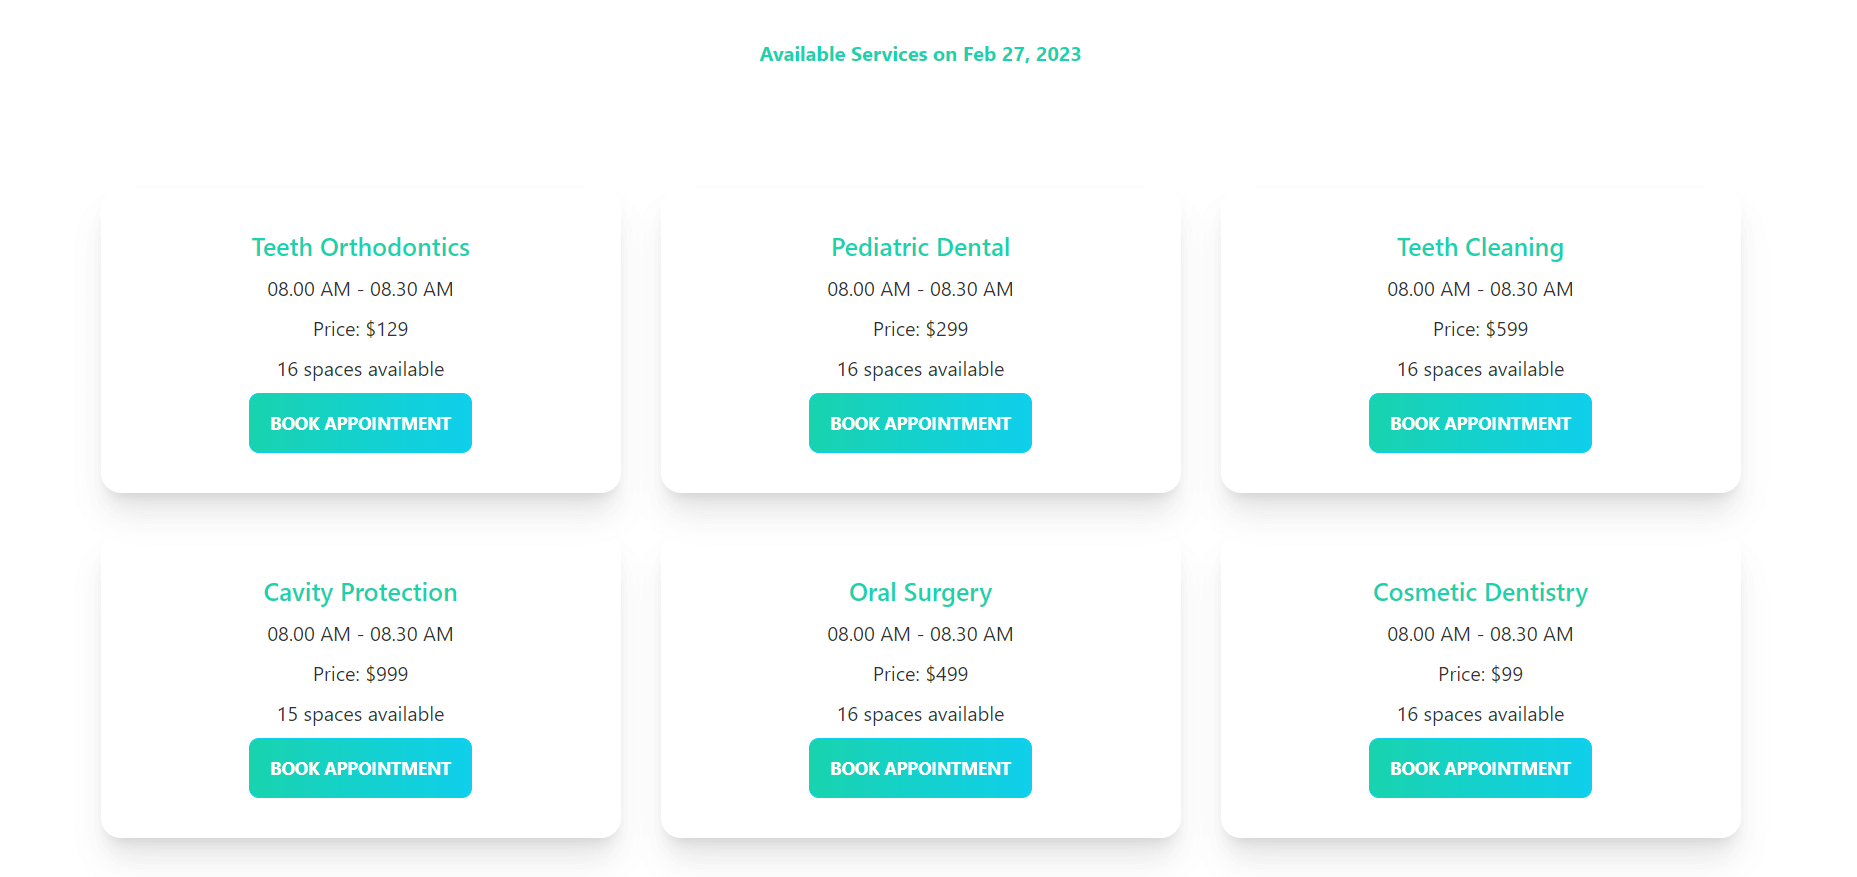 Available Services on Feb 27, 2023
Teeth Orthodontics
08.00 AM - 08.30 AM
Price: $129
16 spaces available
BOOK APPOINTMENT
Pediatric Dental
08.00 AM - 08.30 AM
Price: $299
16 spaces available
BOOK APPOINTMENT
Teeth Cleaning
08.00 AM - 08.30 AM
Price: $599
16 spaces available
BOOK APPOINTMENT
Cavity Protection
08.00 AM - 08.30 AM
Price: $999
15 spaces available
BOOK APPOINTMENT
Oral Surgery
08.00 AM - 08.30 AM
Price: $499
16 spaces available
BOOK APPOINTMENT
Cosmetic Dentistry
08.00 AM - 08.30 AM
Price: $99
16 spaces available
BOOK APPOINTMENT